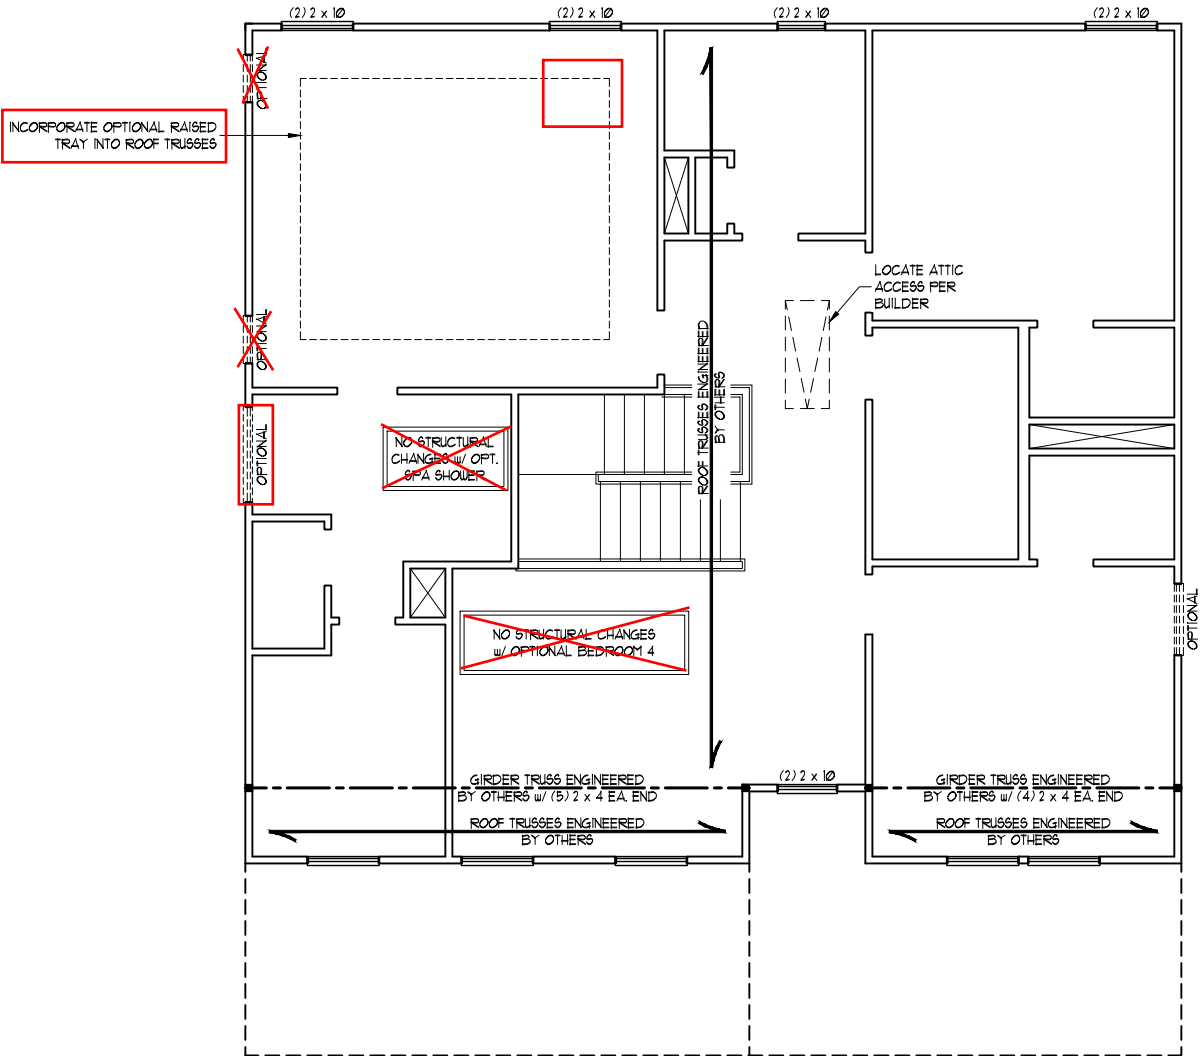 (2) 2 x 10
(2) 2 x 10
(2) 2 x 10
(2) 2 x 10
OPTIONAL
INCORPORATE OPTIONAL RAISED
TRAY INTO ROOF TRUSSES
LOCATE ATTIC
ACCESS PER
BUILDER
OPTIONAL
ROOF TRUSSES ENGINEERED
BY OTHERS
OPTIONAL
NO STRUCTURAL
CHANGES w/ OPT.
SPA SHOWER
OPTIONAL
NO STRUCTURAL CHANGES
w/ OPTIONAL BEDROOM 4
GIRDER TRUSS ENGINEERED
BY OTHERS w/ (5) 2 x 4 EA. END
(2) 2 x 10
GIRDER TRUSS ENGINEERED
BY OTHERS w/ (4) 2 x 4 EA. END
ROOF TRUSSES ENGINEERED
BY OTHERS
ROOF TRUSSES ENGINEERED
BY OTHERS